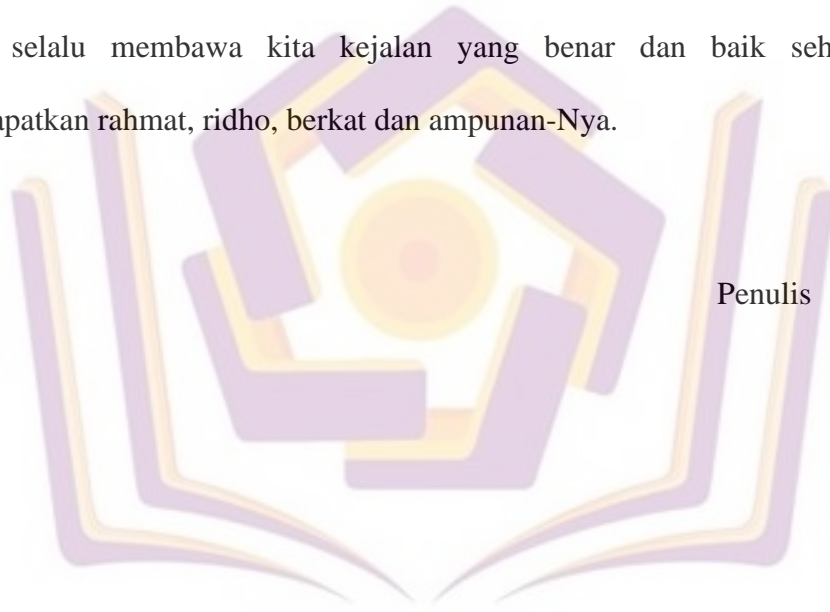 selalu membawa kita kejalan yang benar dan baik seh
apatkan rahmat, ridho, berkat dan ampunan-Nya.
Penulis